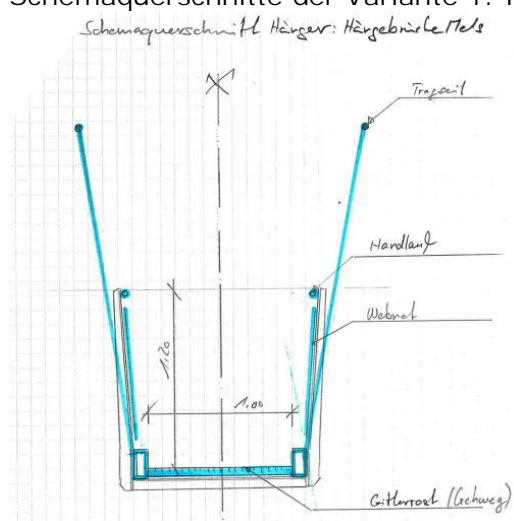 Schemaquerschnitte der Variante 1:
Schemaquerschnitt Hänger: Hängebrücke Mels
Tragseil
Handlauf
Webnet
1,20
1,00
Gitterrost (Gehweg)